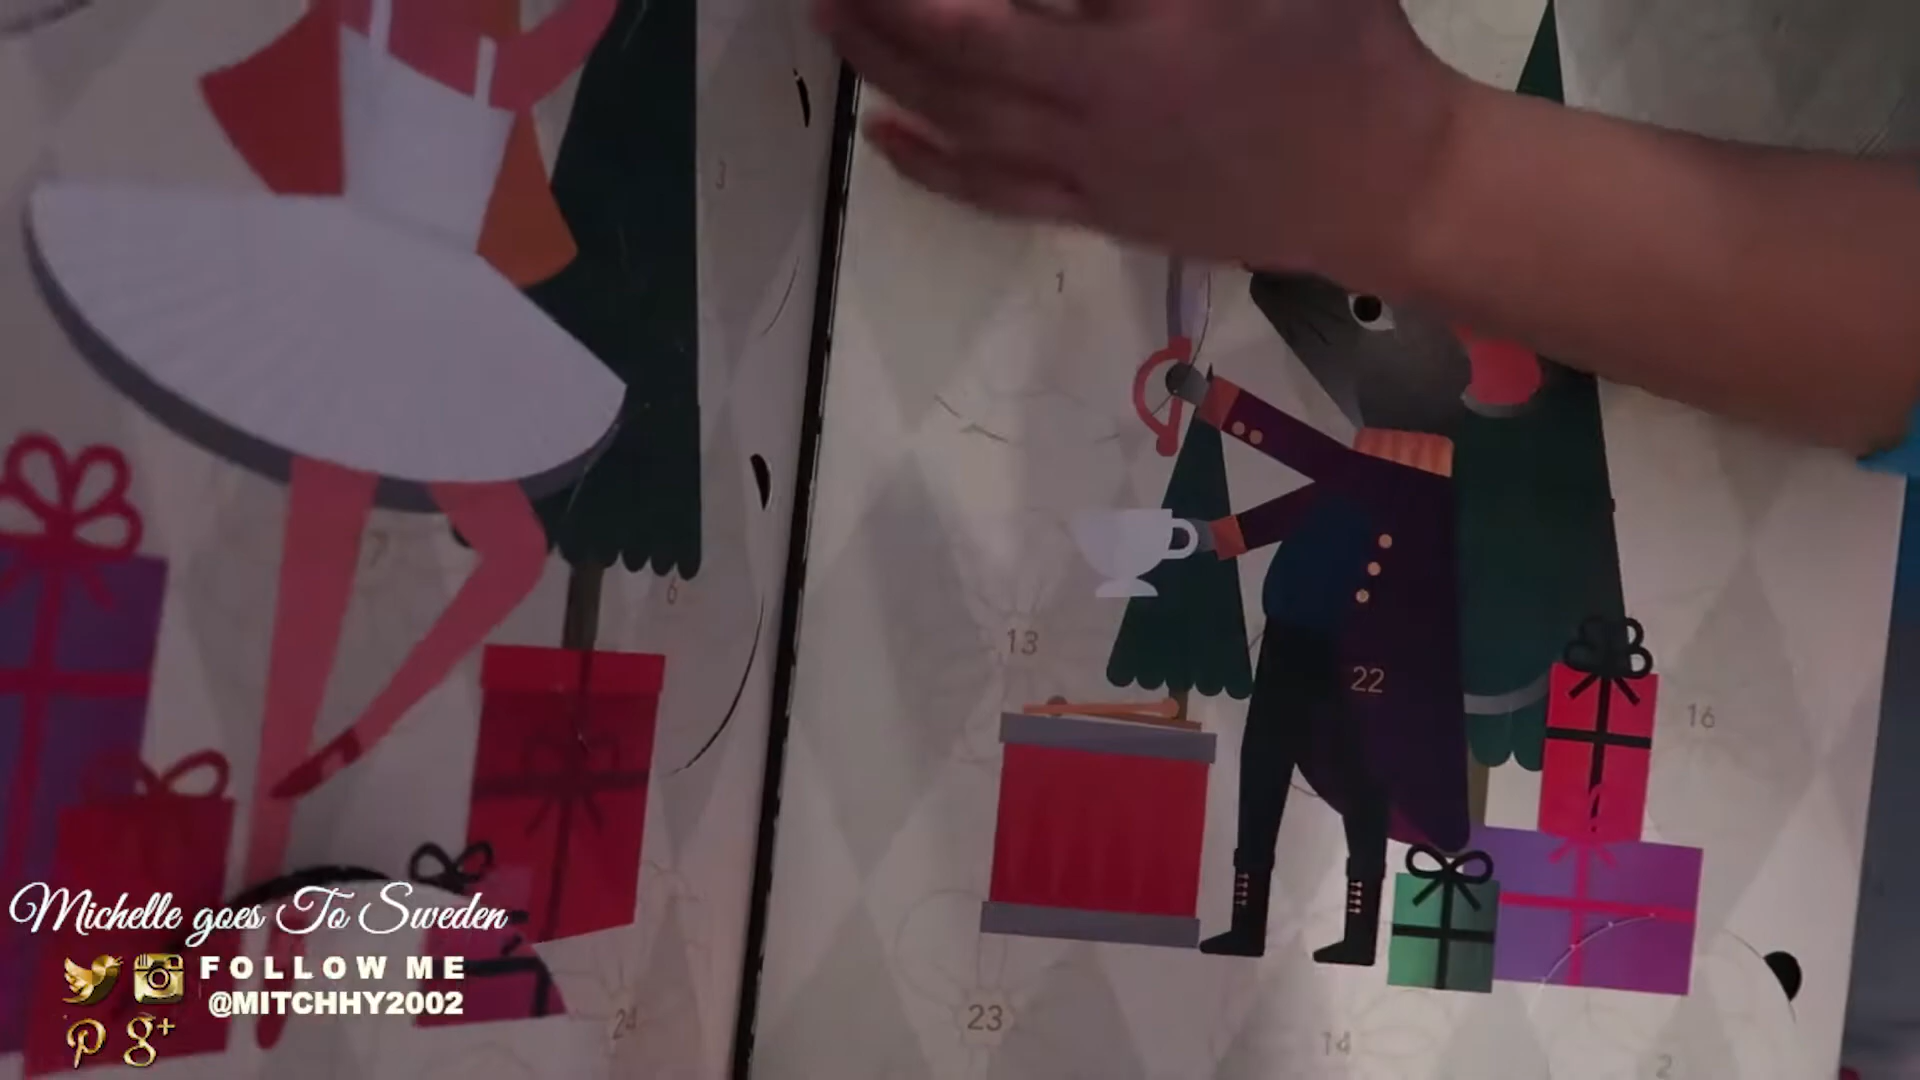 3
1
7
6
13
22
16
Michelle goes To Sweden
FOLLOW ME
@MITCHHY2002
g+
24
23
14
2